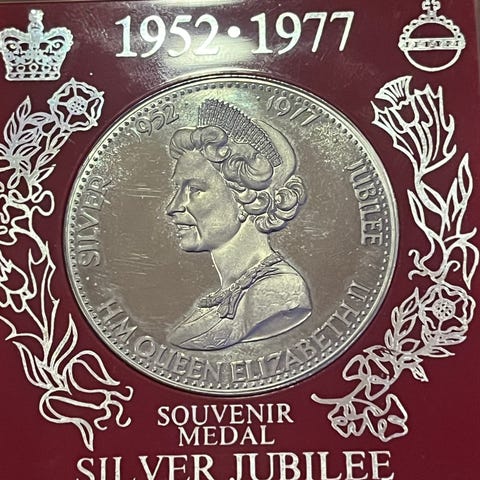 1952·1977
1952 1977
SILVER JUBILEE
H.M. QUEEN ELIZABETH II
SOUVENIR
MEDAL
SILVER JUBILEE